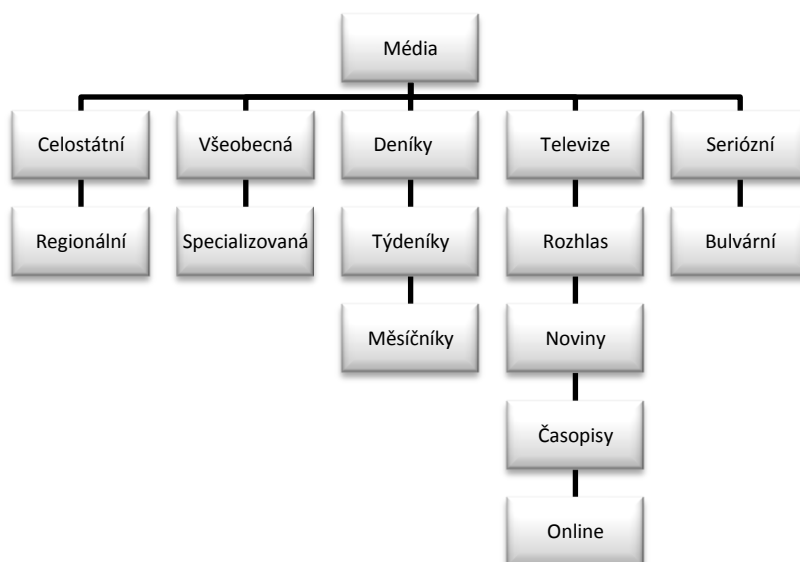 Média
Celostátní
Všeobecná
Deníky
Televize
Seriózní
Regionální
Specializovaná
Týdeníky
Rozhlas
Bulvární
Měsíčníky
Noviny
Časopisy
Online